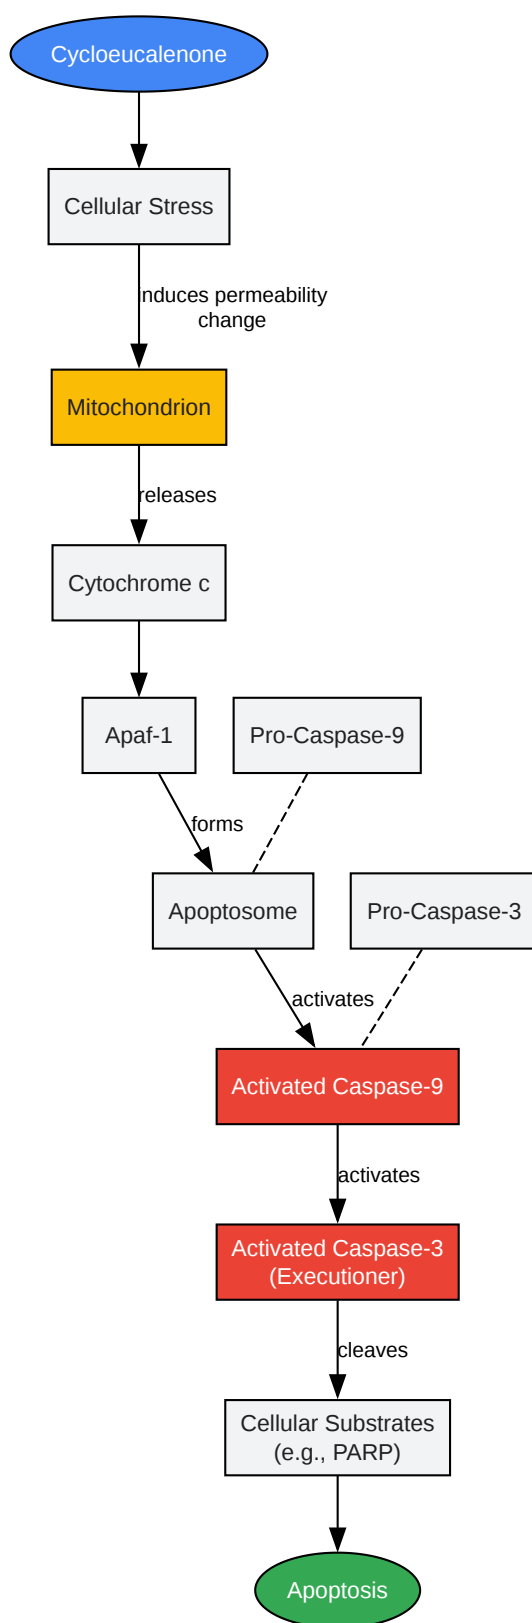 Cycloeucalenone
Cellular Stress
induces permeability
change
Mitochondrion
releases
Cytochrome c
Apaf-1
Pro-Caspase-9
forms
Apoptosome
Pro-Caspase-3
activates
Activated Caspase-9
activates
Activated Caspase-3
(Executioner)
cleaves
Cellular Substrates
(e.g., PARP)
Apoptosis